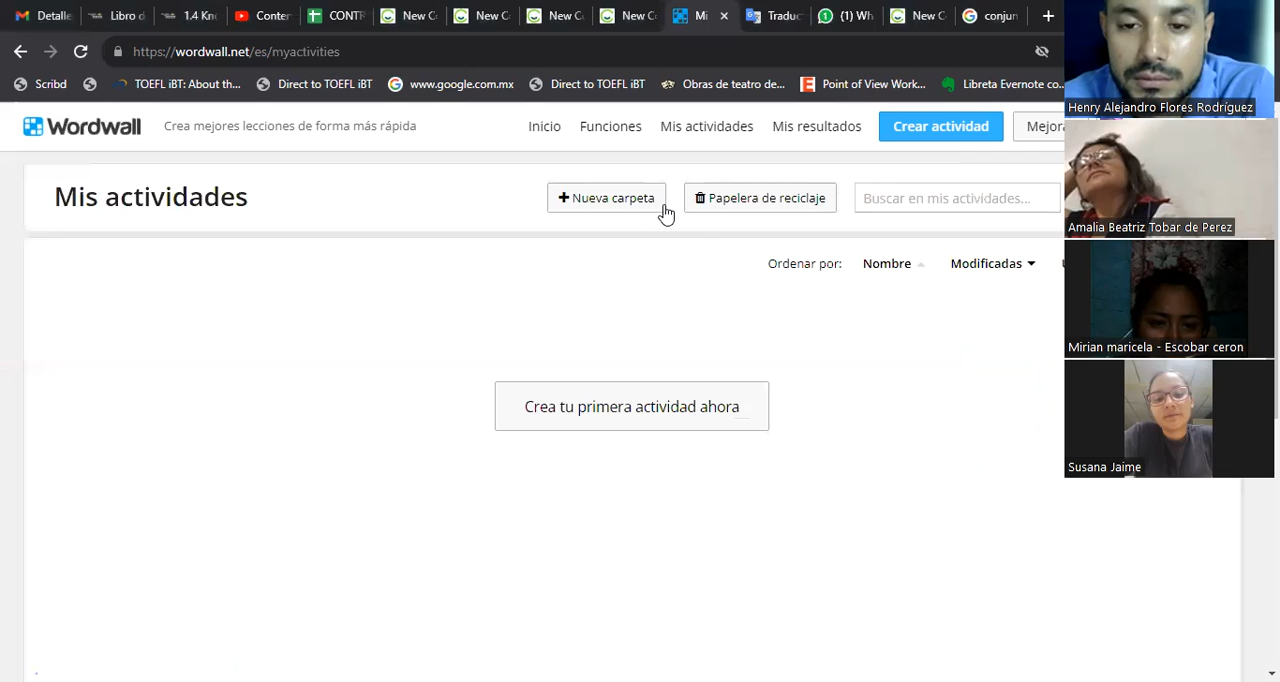 Detalle
Libro d
1.4 Kno
Conter
CONTR
New C
New C
New Cu
New C
Mi
Traduc
(1) Wh
New C
conjun
https://wordwall.net/es/myactivities
Scribd
TOEFL iBT: About th...
Direct to TOEFL iBT
www.google.com.mx
Direct to TOEFL iBT
Obras de teatro de...
Point of View Work...
Libreta Evernote co...
Wordwall
Crea mejores lecciones de forma más rápida
Inicio
Funciones
Mis actividades
Mis resultados
Crear actividad
Mejora
Mis actividades
Nueva carpeta
Papelera de reciclaje
Buscar en mis actividades...
Ordenar por:
Nombre
Modificadas
Crea tu primera actividad ahora
Henry Alejandro Flores Rodríguez
Amalia Beatriz Tobar de Perez
Mirian maricela - Escobar ceron
Susana Jaime